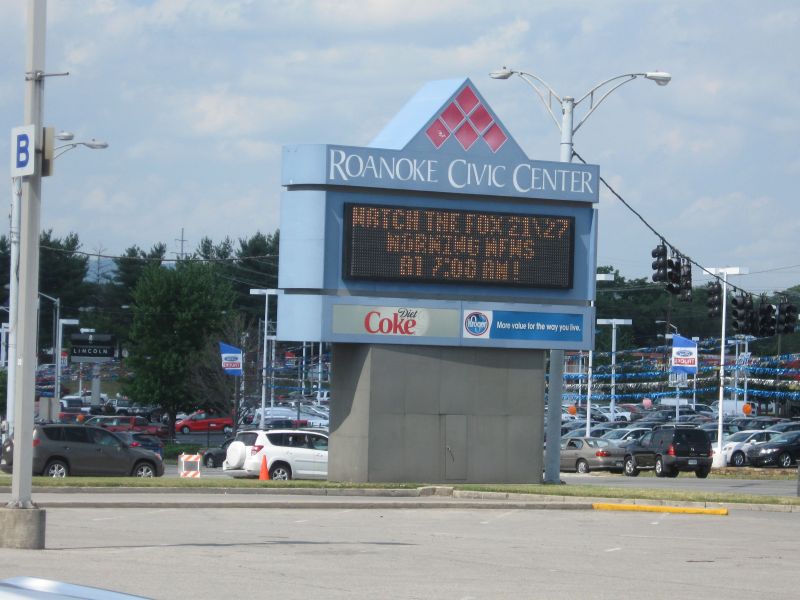 B
ROANOKE CIVIC CENTER
WATCH THE FOX 21\27
MORNING NEWS
AT 7:00 AM!
Diet
Coke
Kroger
More value for the way you live.
LINCOLN